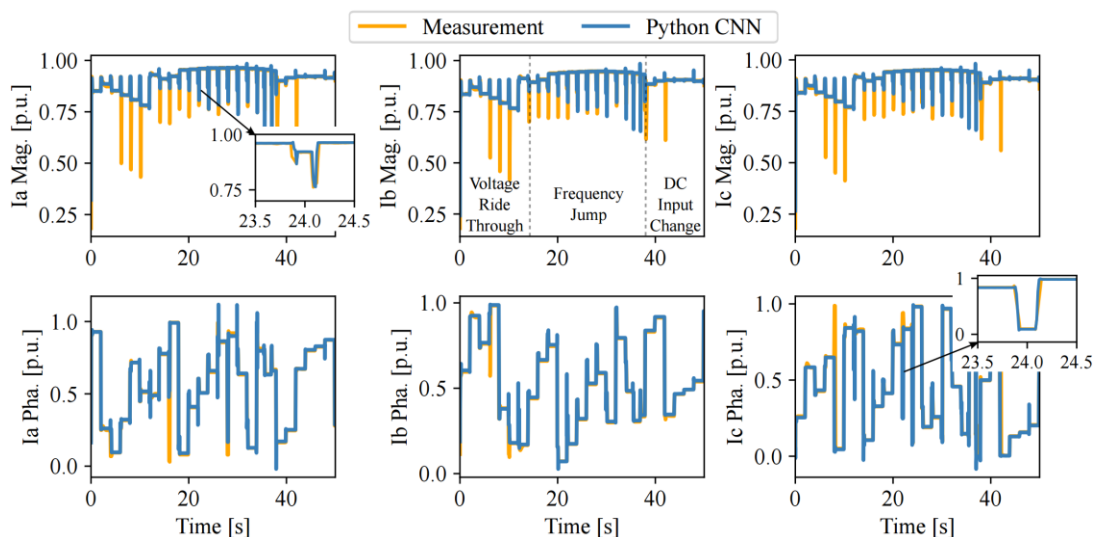 Measurement
Python CNN
Ia Mag. [p.u.]
1.00
0.75
0.50
0.25
0
20
40
1.00
0.75
23.5
24.0
24.5
Ib Mag. [p.u.]
1.00
0.75
0.50
0.25
0
20
40
Voltage
Ride
Through
Frequency
Jump
DC
Input
Change
Ic Mag. [p.u.]
1.00
0.75
0.50
0.25
0
20
40
Ia Pha. [p.u.]
1.0
0.5
0.0
0
20
40
Time [s]
Ib Pha. [p.u.]
1.0
0.5
0.0
0
20
40
Time [s]
Ic Pha. [p.u.]
1.0
0.5
0.0
0
20
40
Time [s]
1
0
23.5
24.0
24.5